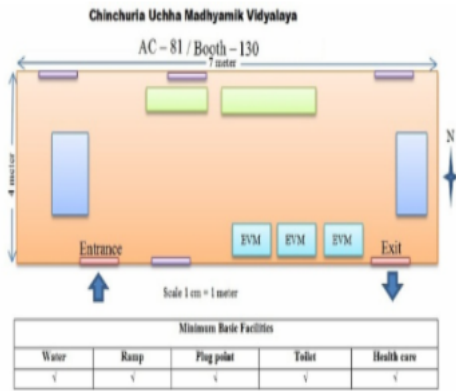 Chinchuria Uchha Madhyamik Vidyalaya
AC – 81 / Booth – 130
7 meter
4 meter
N
EVM EVM EVM
Entrance Exit
Scale 1 cm = 1 meter
Minimum Basic Facilities
Water Ramp Plug point Toilet Health care
√ √ √ √ √